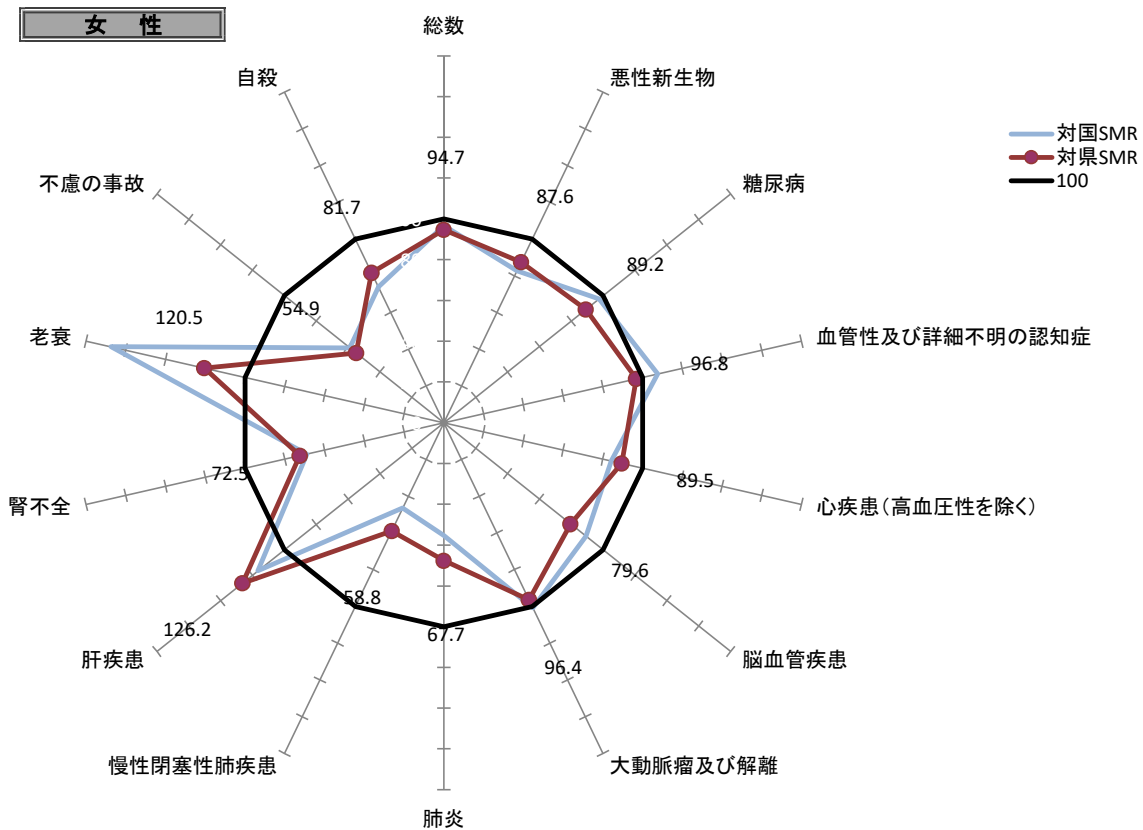 女 性
総数
悪性新生物
糖尿病
血管性及び詳細不明の認知症
心疾患（高血圧性を除く）
脳血管疾患
大動脈瘤及び解離
肺炎
慢性閉塞性肺疾患
肝疾患
腎不全
老衰
不慮の事故
自殺
94.7
87.6
89.2
96.8
89.5
79.6
96.4
67.7
58.8
126.2
72.5
120.5
54.9
81.7
対国SMR
対県SMR
100